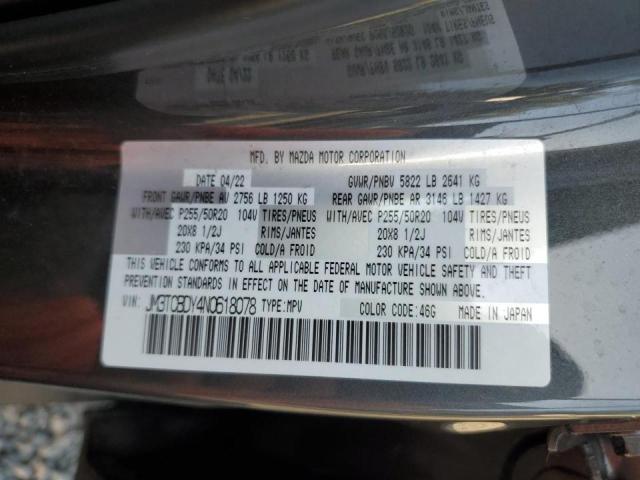 MFD. BY MAZDA MOTOR CORPORATION
DATE 04/22 GVWR/PNBV 5822 LB 2641 KG
FRONT GAWR/PNBE AV 2756 LB 1250 KG REAR GAWR/PNBE AR 3146 LB 1427 KG
WITH/AVEC P255/50R20 104V TIRES/PNEUS WITH/AVEC P255/50R20 104V TIRES/PNEUS
20X8 1/2J RIMS/JANTES 20X8 1/2J RIMS/JANTES
230 KPA/34 PSI COLD/A FROID 230 KPA/34 PSI COLD/A FROID
THIS VEHICLE CONFORMS TO ALL APPLICABLE FEDERAL MOTOR VEHICLE SAFETY AND THEFT
PREVENTION STANDARDS IN EFFECT ON THE DATE OF MANUFACTURE SHOWN ABOVE.
VIN: JM3TCBDY4N0618078 TYPE:MPV COLOR CODE:46G MADE IN JAPAN